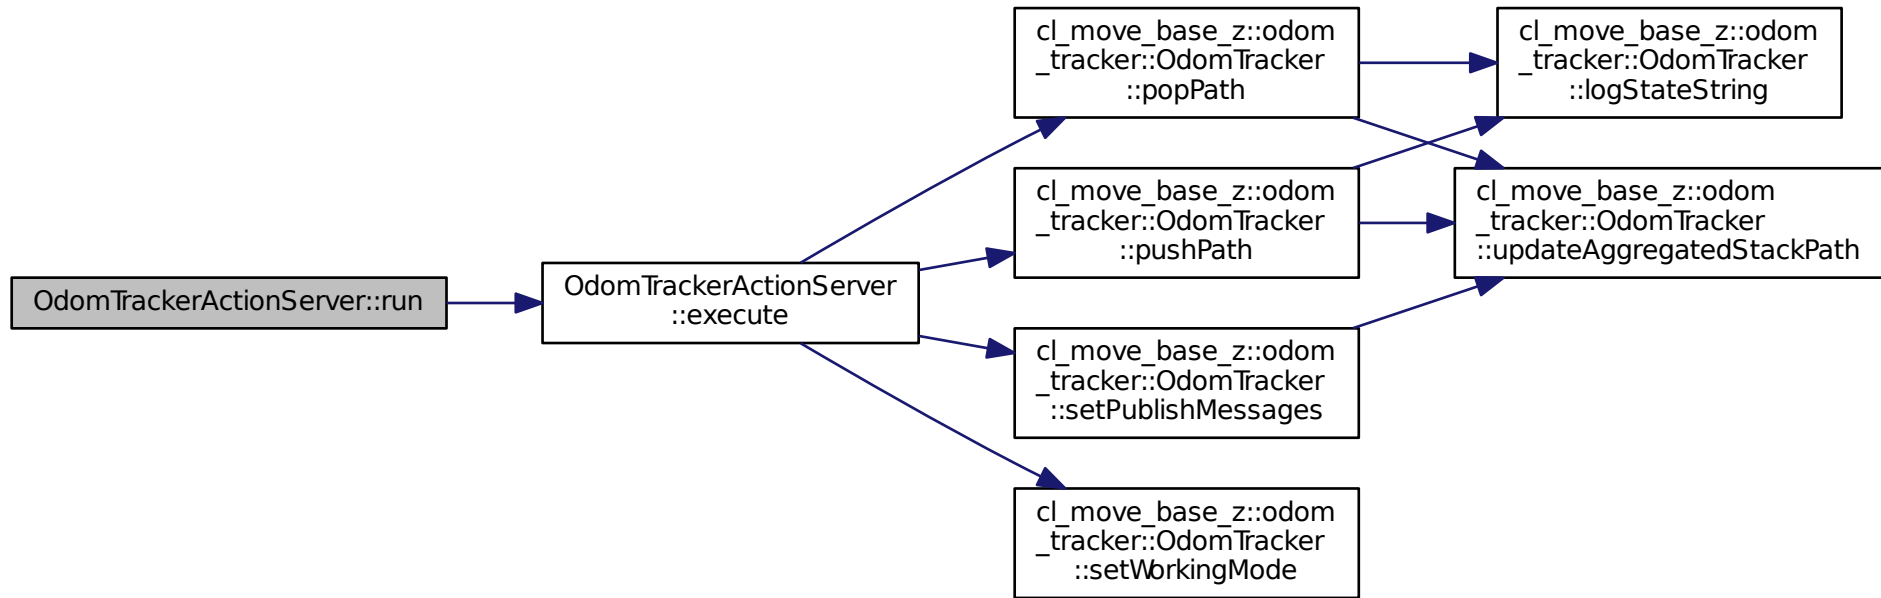 OdomTrackerActionServer::run
OdomTrackerActionServer
::execute
cl_move_base_z::odom
_tracker::OdomTracker
::popPath
cl_move_base_z::odom
_tracker::OdomTracker
::pushPath
cl_move_base_z::odom
_tracker::OdomTracker
::setPublishMessages
cl_move_base_z::odom
_tracker::OdomTracker
::setWorkingMode
cl_move_base_z::odom
_tracker::OdomTracker
::logStateString
cl_move_base_z::odom
_tracker::OdomTracker
::updateAggregatedStackPath